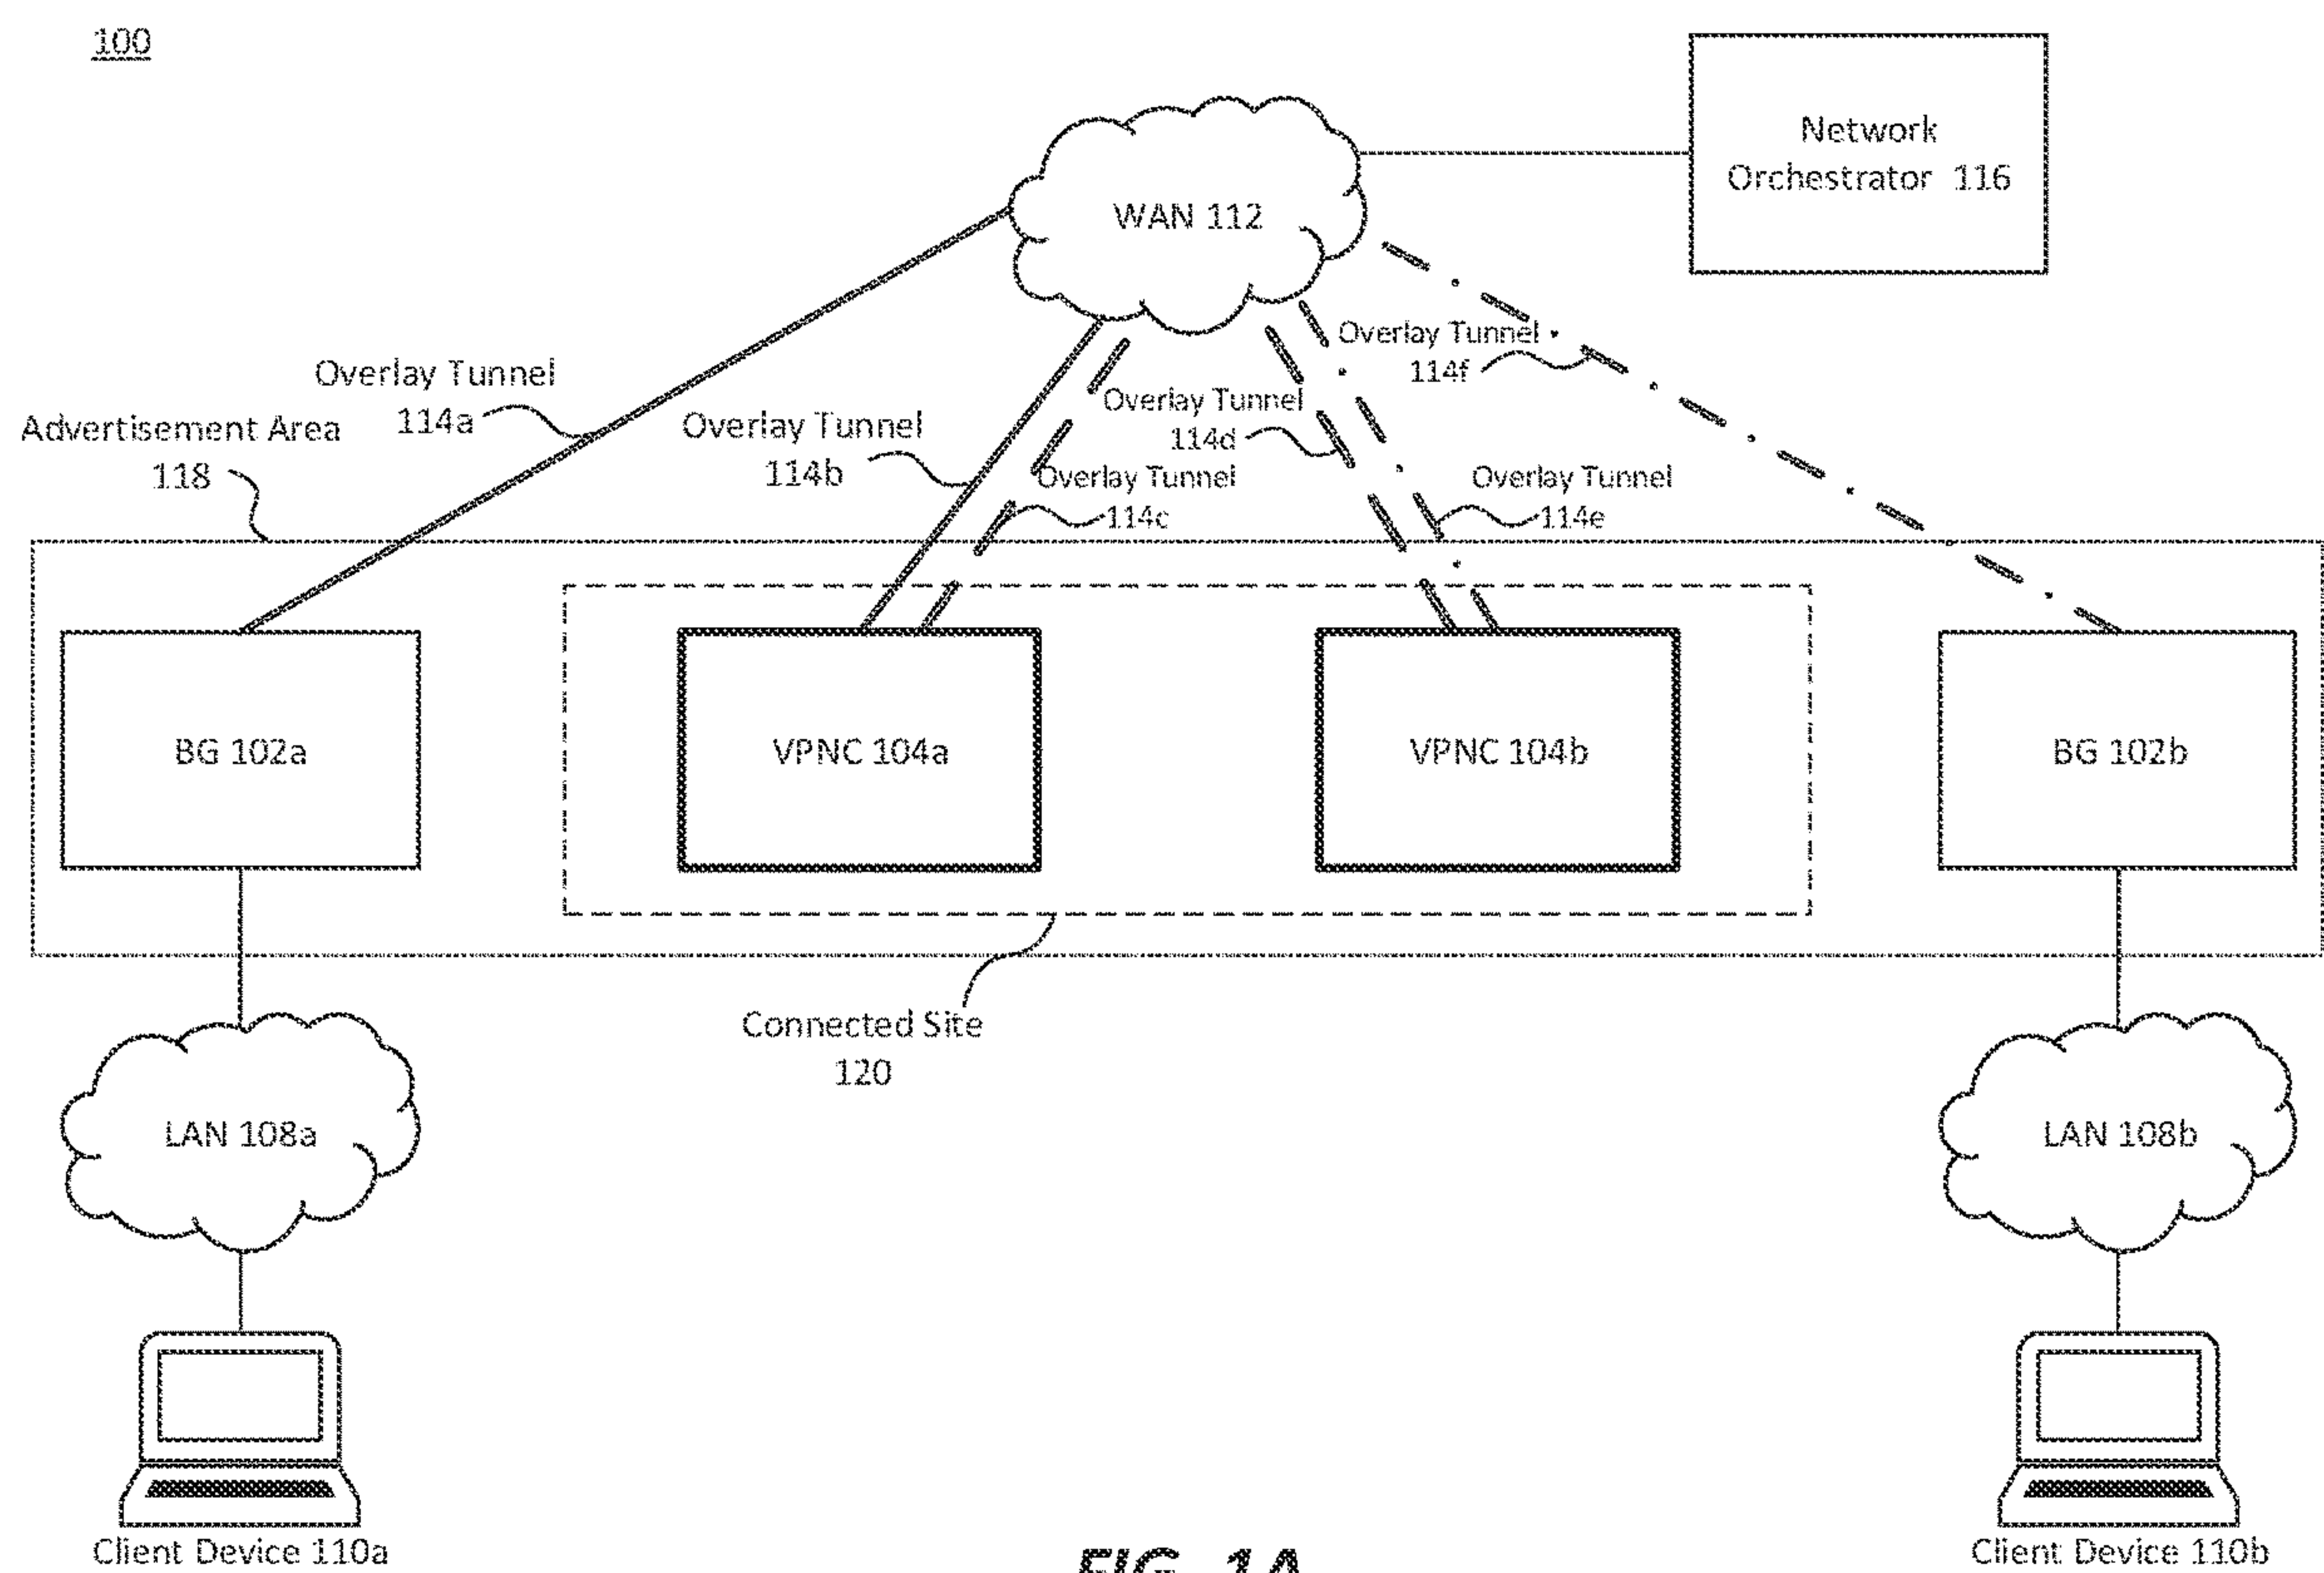 100
Network
Orchestrator 116
WAN 112
Overlay Tunnel
114f
Overlay Tunnel
114a
Overlay Tunnel
114d
Advertisement Area
118
Overlay Tunnel
114b
Overlay Tunnel
114c
Overlay Tunnel
114e
BG 102a
VPNC 104a
VPNC 104b
BG 102b
Connected Site
120
LAN 108a
LAN 108b
Client Device 110a
Client Device 110b
FIG. 1A